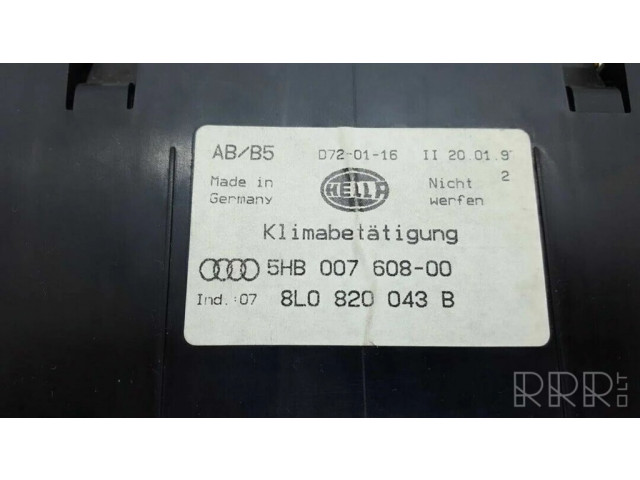 AB/B5 D72-01-16 II 20.01.9
Made in Germany HELLA Nicht werfen 2
Klimabetätigung
5HB 007 608-00
Ind.:07 8L0 820 043 B
RRR.LT